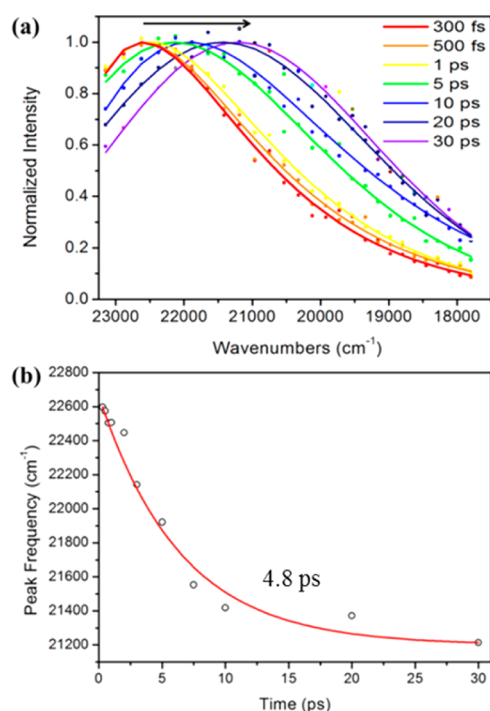 (a)
300 fs
500 fs
1 ps
5 ps
10 ps
20 ps
30 ps
1.0
0.8
0.6
0.4
0.2
0.0
Normalized Intensity
23000 22000 21000 20000 19000 18000
Wavenumbers (cm⁻¹)
(b)
22800
22600
22400
22200
22000
21800
21600
21400
21200
Peak Frequency (cm⁻¹)
4.8 ps
0 5 10 15 20 25 30
Time (ps)